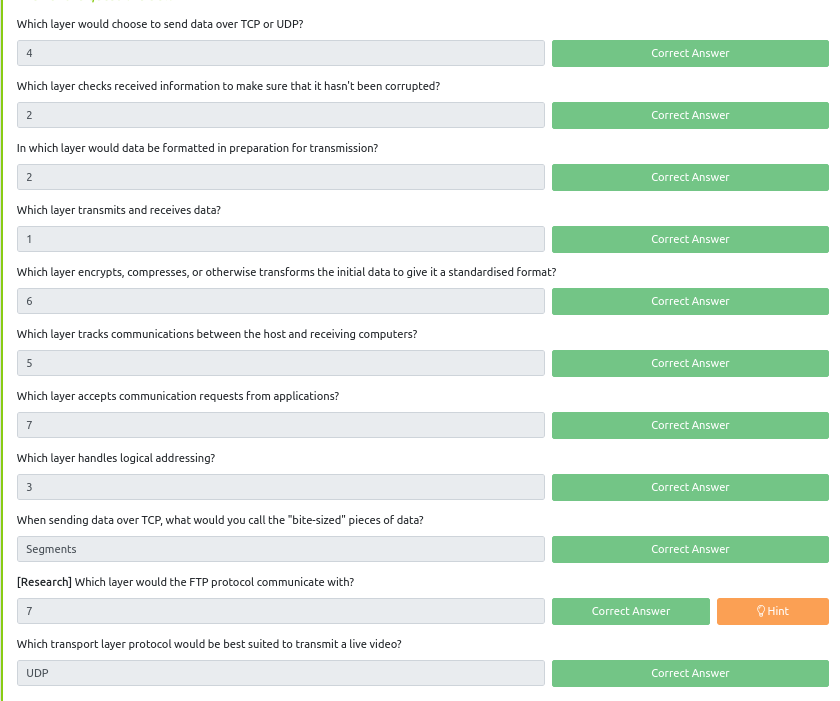 Which layer would choose to send data over TCP or UDP?
4
Correct Answer
Which layer checks received information to make sure that it hasn't been corrupted?
2
Correct Answer
In which layer would data be formatted in preparation for transmission?
2
Correct Answer
Which layer transmits and receives data?
1
Correct Answer
Which layer encrypts, compresses, or otherwise transforms the initial data to give it a standardised format?
6
Correct Answer
Which layer tracks communications between the host and receiving computers?
5
Correct Answer
Which layer accepts communication requests from applications?
7
Correct Answer
Which layer handles logical addressing?
3
Correct Answer
When sending data over TCP, what would you call the "bite-sized" pieces of data?
Segments
Correct Answer
[Research] Which layer would the FTP protocol communicate with?
7
Correct Answer
Hint
Which transport layer protocol would be best suited to transmit a live video?
UDP
Correct Answer